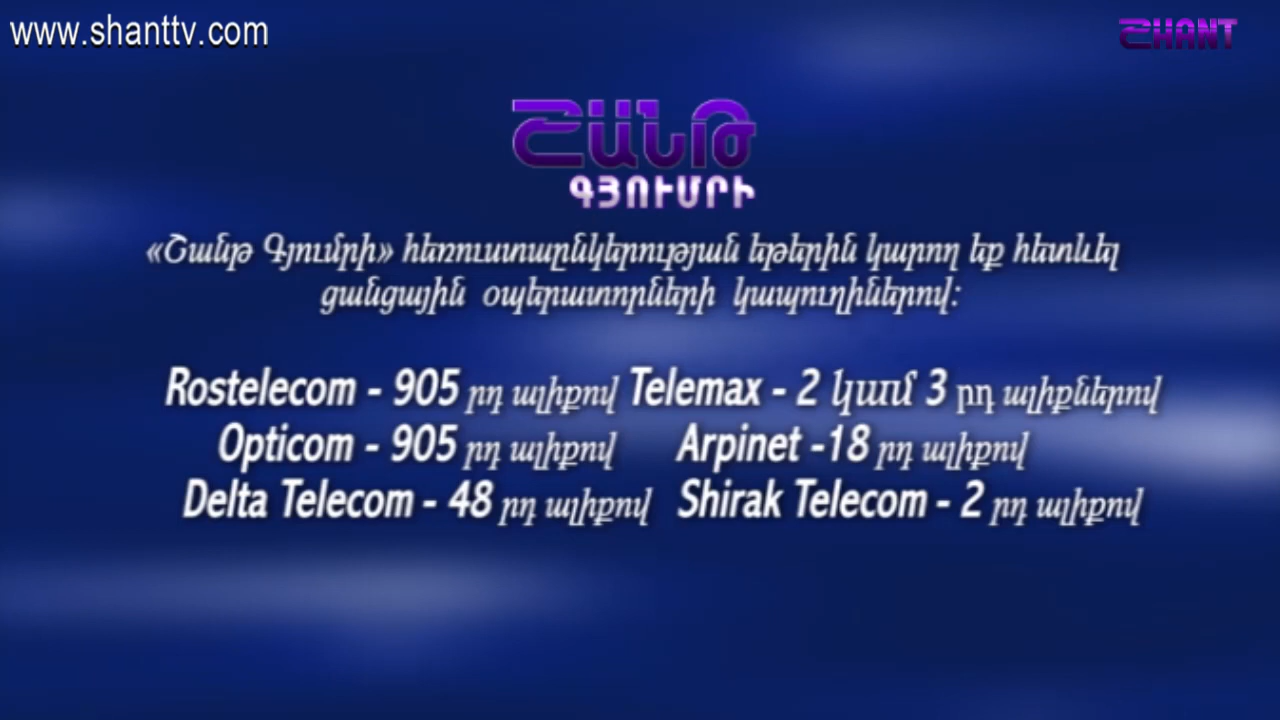 www.shanttv.com
SHANT
ՇԱՆԹ
ԳՅՈՒՄՐԻ
«Շանթ Գյումրի» հեռուստաընկերության եթերին կարող եք հետևել
ցանցային օպերատորների կապուղիներով:
Rostelecom - 905 րդ ալիքով Telemax - 2 կամ 3 րդ ալիքներով
Opticom - 905 րդ ալիքով Arpinet -18 րդ ալիքով
Delta Telecom - 48 րդ ալիքով Shirak Telecom - 2 րդ ալիքով